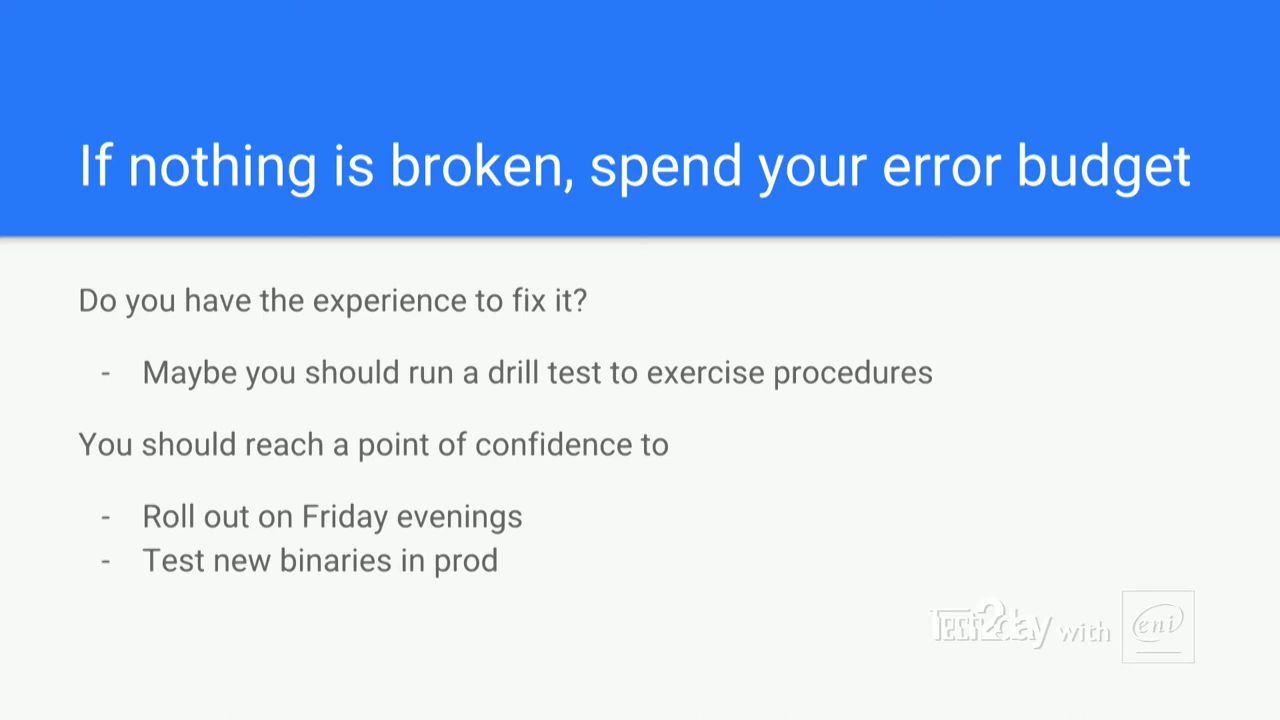 If nothing is broken, spend your error budget
Do you have the experience to fix it?
- Maybe you should run a drill test to exercise procedures
You should reach a point of confidence to
- Roll out on Friday evenings
- Test new binaries in prod
Tech2day with eni